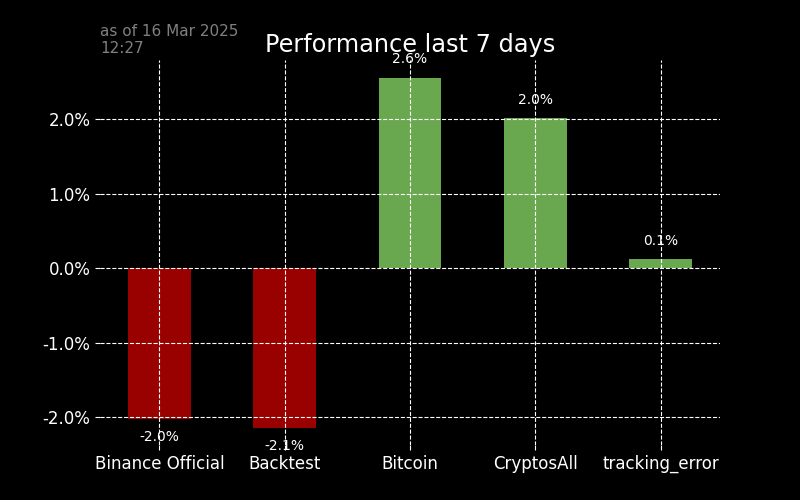 as of 16 Mar 2025
12:27
Performance last 7 days
2.6%
2.0%
2.0%
1.0%
0.1%
0.0%
-1.0%
-2.0%
-2.0%
-2.1%
Binance Official
Backtest
Bitcoin
CryptosAll
tracking_error